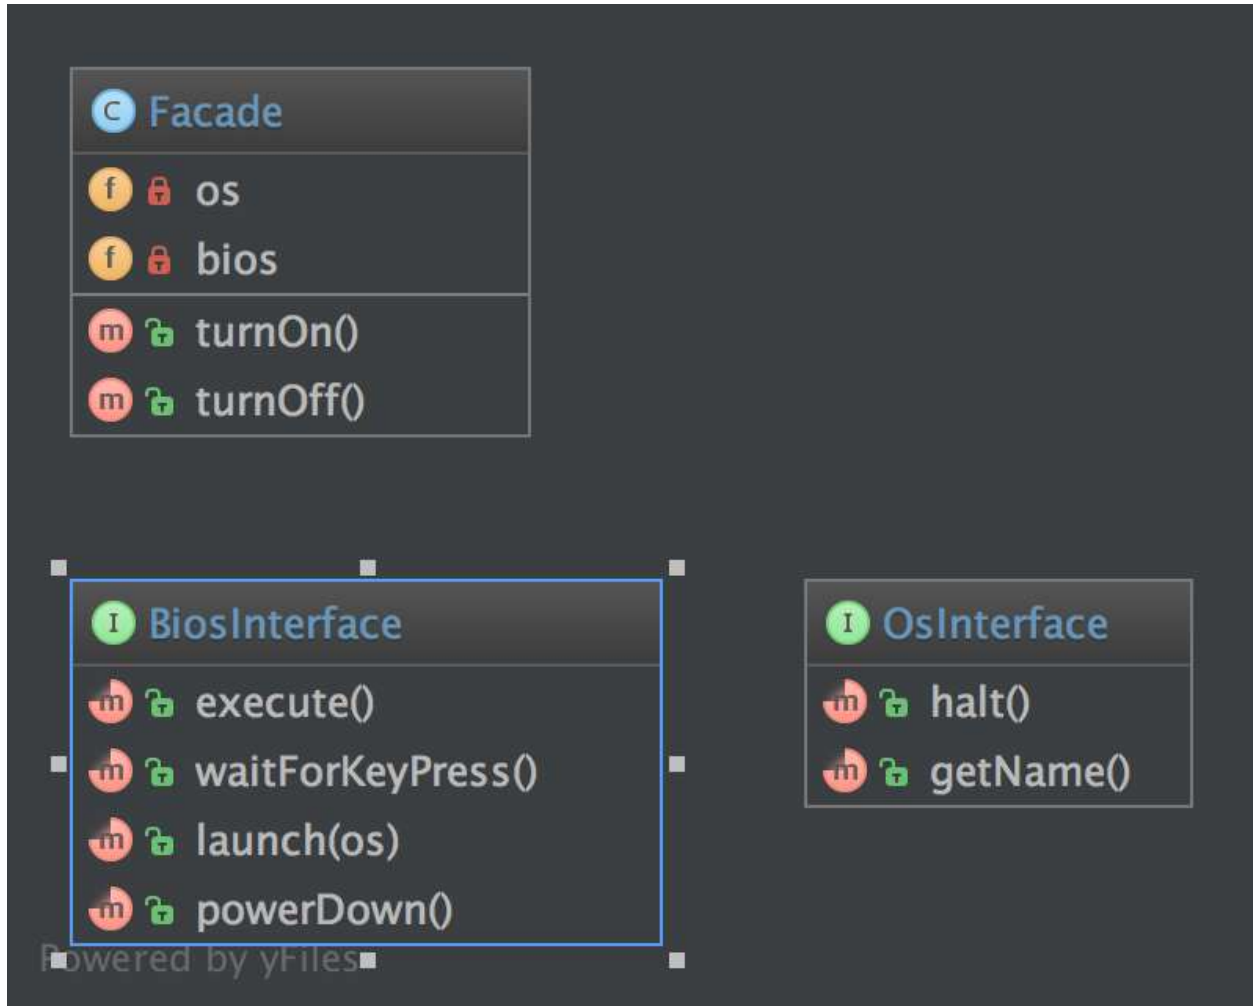 C Facade
f os
f bios
m turnOn()
m turnOff()
I BiosInterface
m execute()
m waitForKeyPress()
m launch(os)
m powerDown()
I OsInterface
m halt()
m getName()
Powered by yFiles